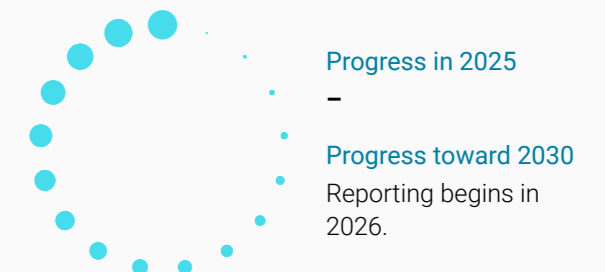 Progress in 2025
–
Progress toward 2030
Reporting begins in
2026.